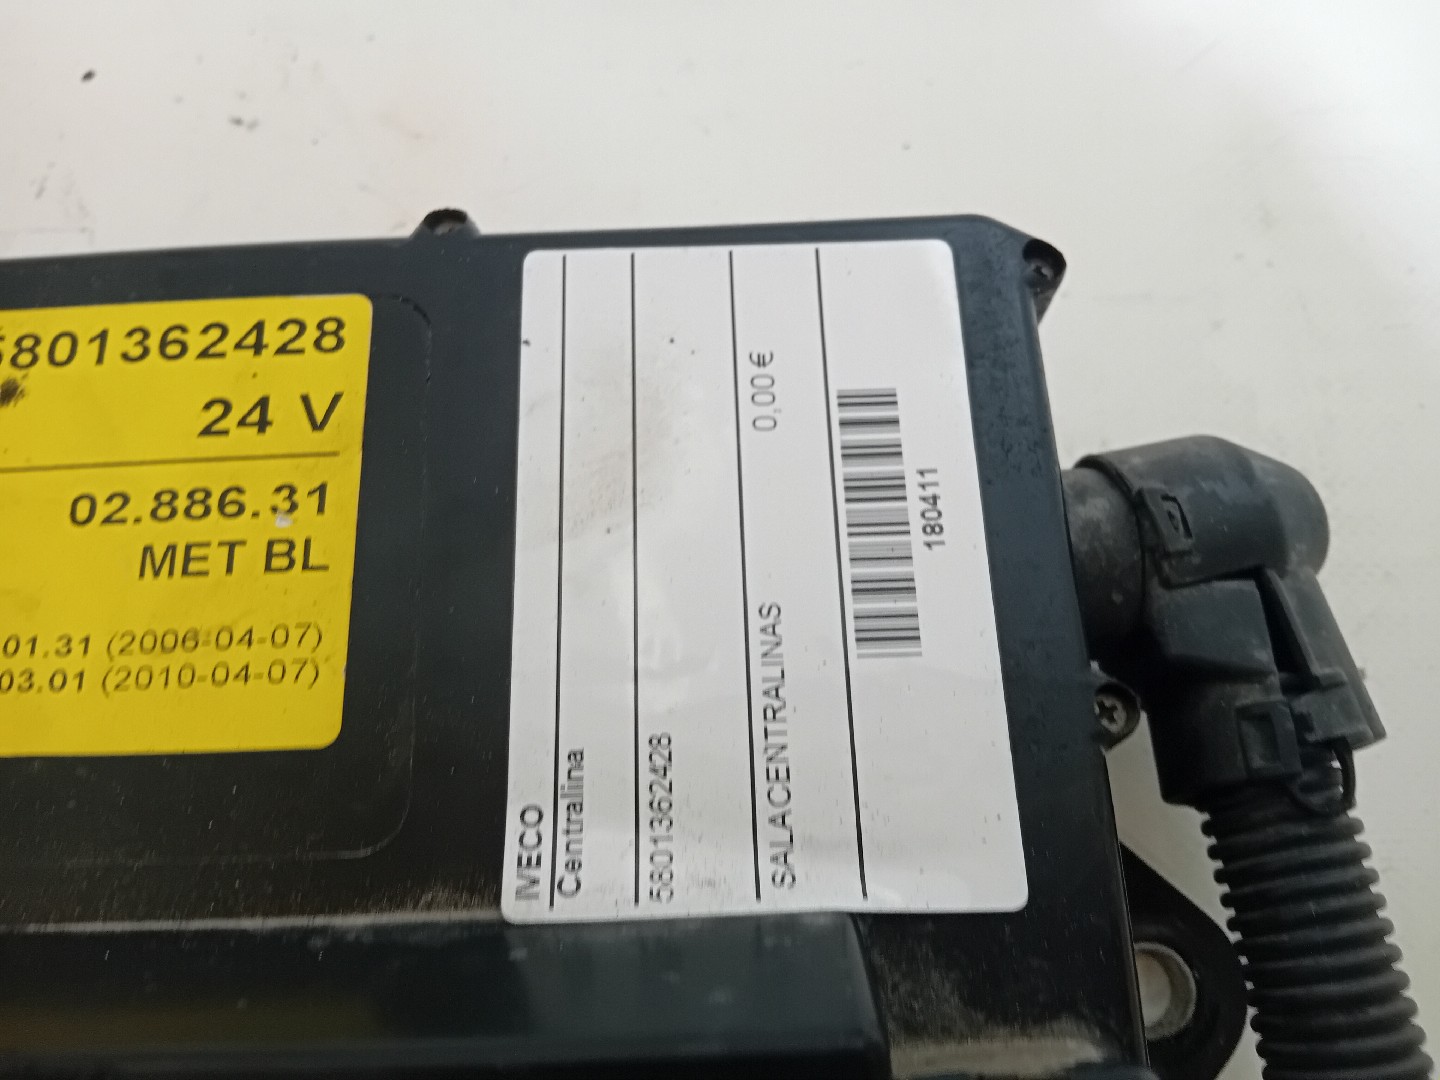 5801362428
24 V
02.886.31
MET BL
01.31 (2006-04-07)
03.01 (2010-04-07)
IVECO
Centralina
5801362428
SALACENTRALINAS 0,00€
180411